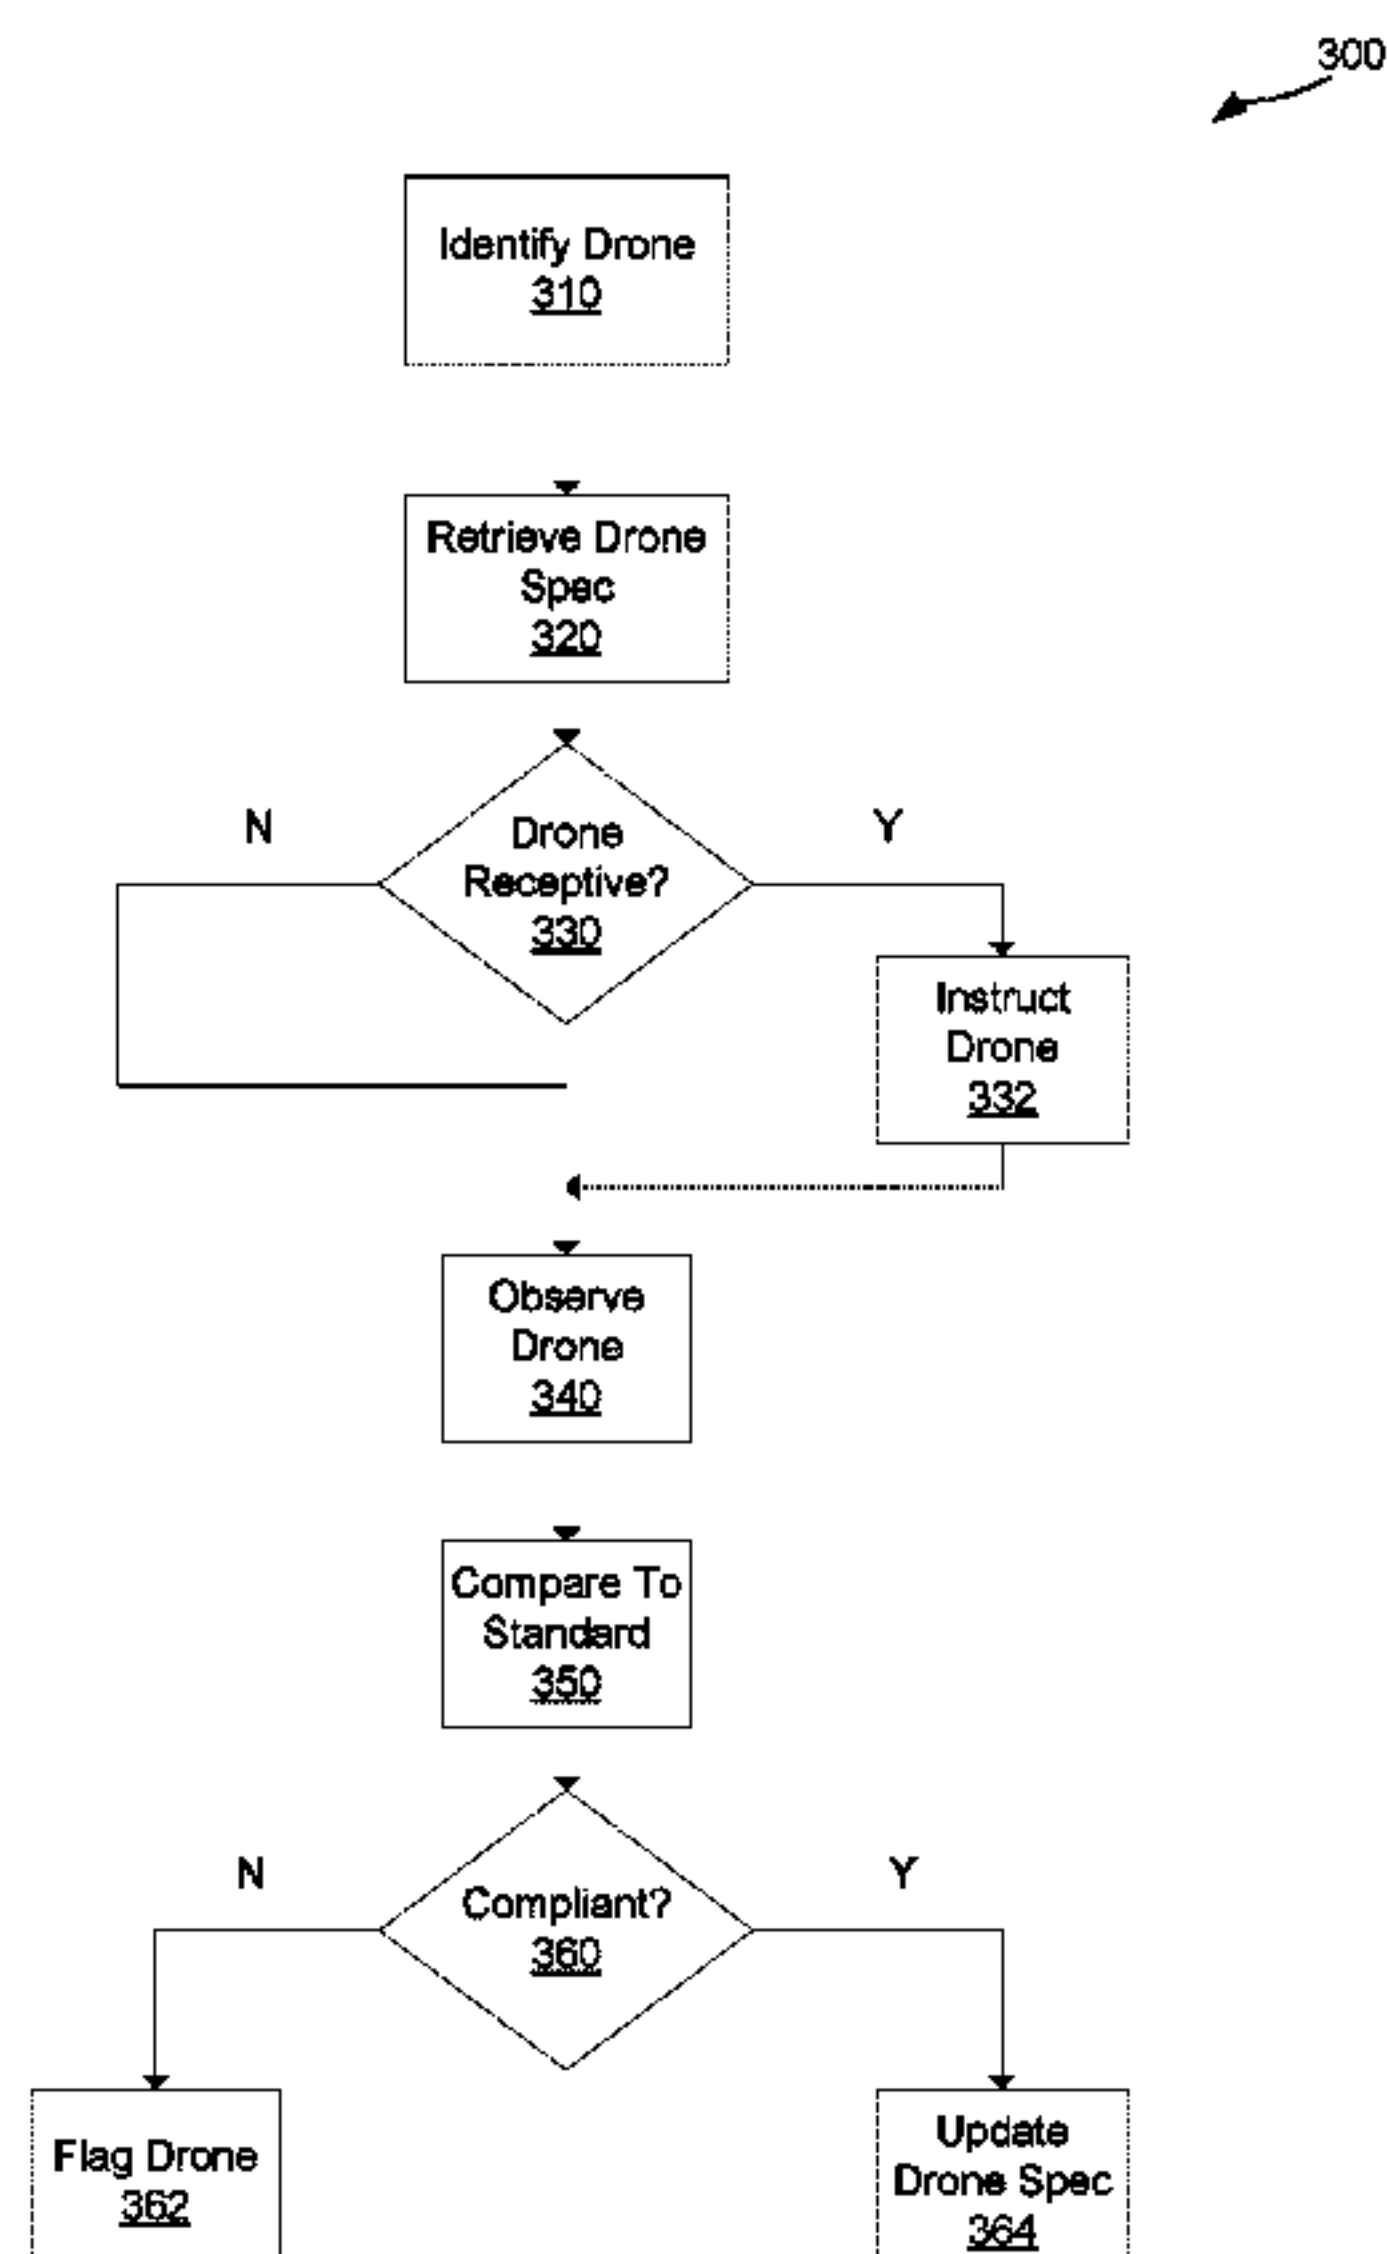 300
Identify Drone
310
Retrieve Drone
Spec
320
N
Y
Drone
Receptive?
330
Instruct
Drone
332
Observe
Drone
340
Compare To
Standard
350
N
Y
Compliant?
360
Flag Drone
362
Update
Drone Spec
364